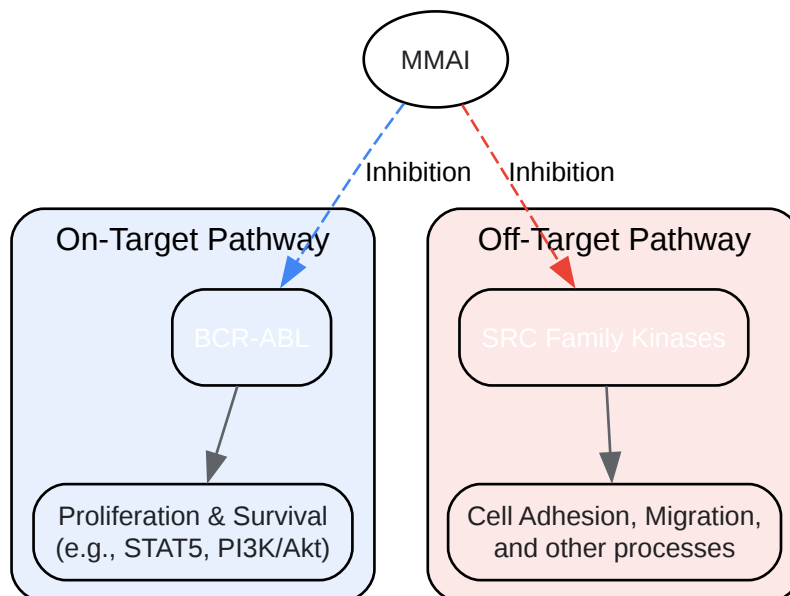 MMAI
Inhibition
Inhibition
On-Target Pathway
Off-Target Pathway
BCR-ABL
SRC Family Kinases
Proliferation & Survival
(e.g., STAT5, PI3K/Akt)
Cell Adhesion, Migration,
and other processes